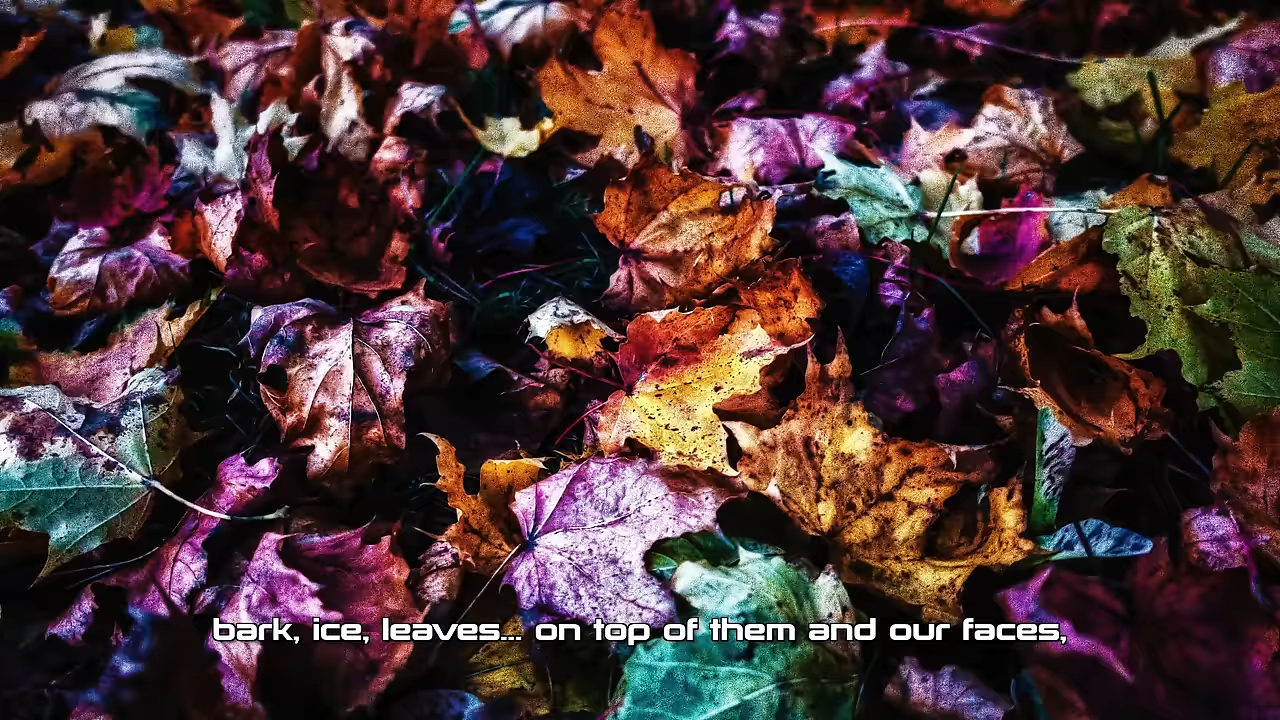 bark, ice, leaves... on top of them and our faces,